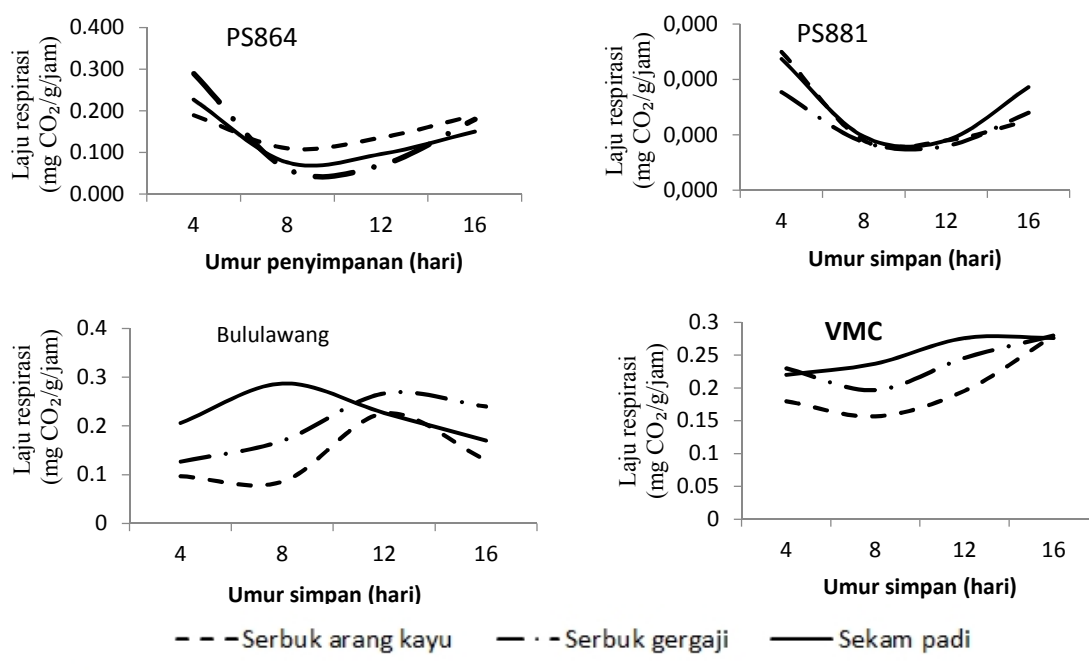 PS864
Laju respirasi
(mg CO₂/g/jam)
0.400
0.300
0.200
0.100
0.000
4 8 12 16
Umur penyimpanan (hari)
PS881
Laju respirasi
(mg CO₂/g/jam)
0,000
0,000
0,000
0,000
4 8 12 16
Umur simpan (hari)
Bululawang
Laju respirasi
(mg CO₂/g/jam)
0.4
0.3
0.2
0.1
0
4 8 12 16
Umur simpan (hari)
VMC
Laju respirasi
(mg CO₂/g/jam)
0.3
0.25
0.2
0.15
0.1
0.05
0
4 8 12 16
Umur simpan (hari)
Serbuk arang kayu Serbuk gergaji Sekam padi